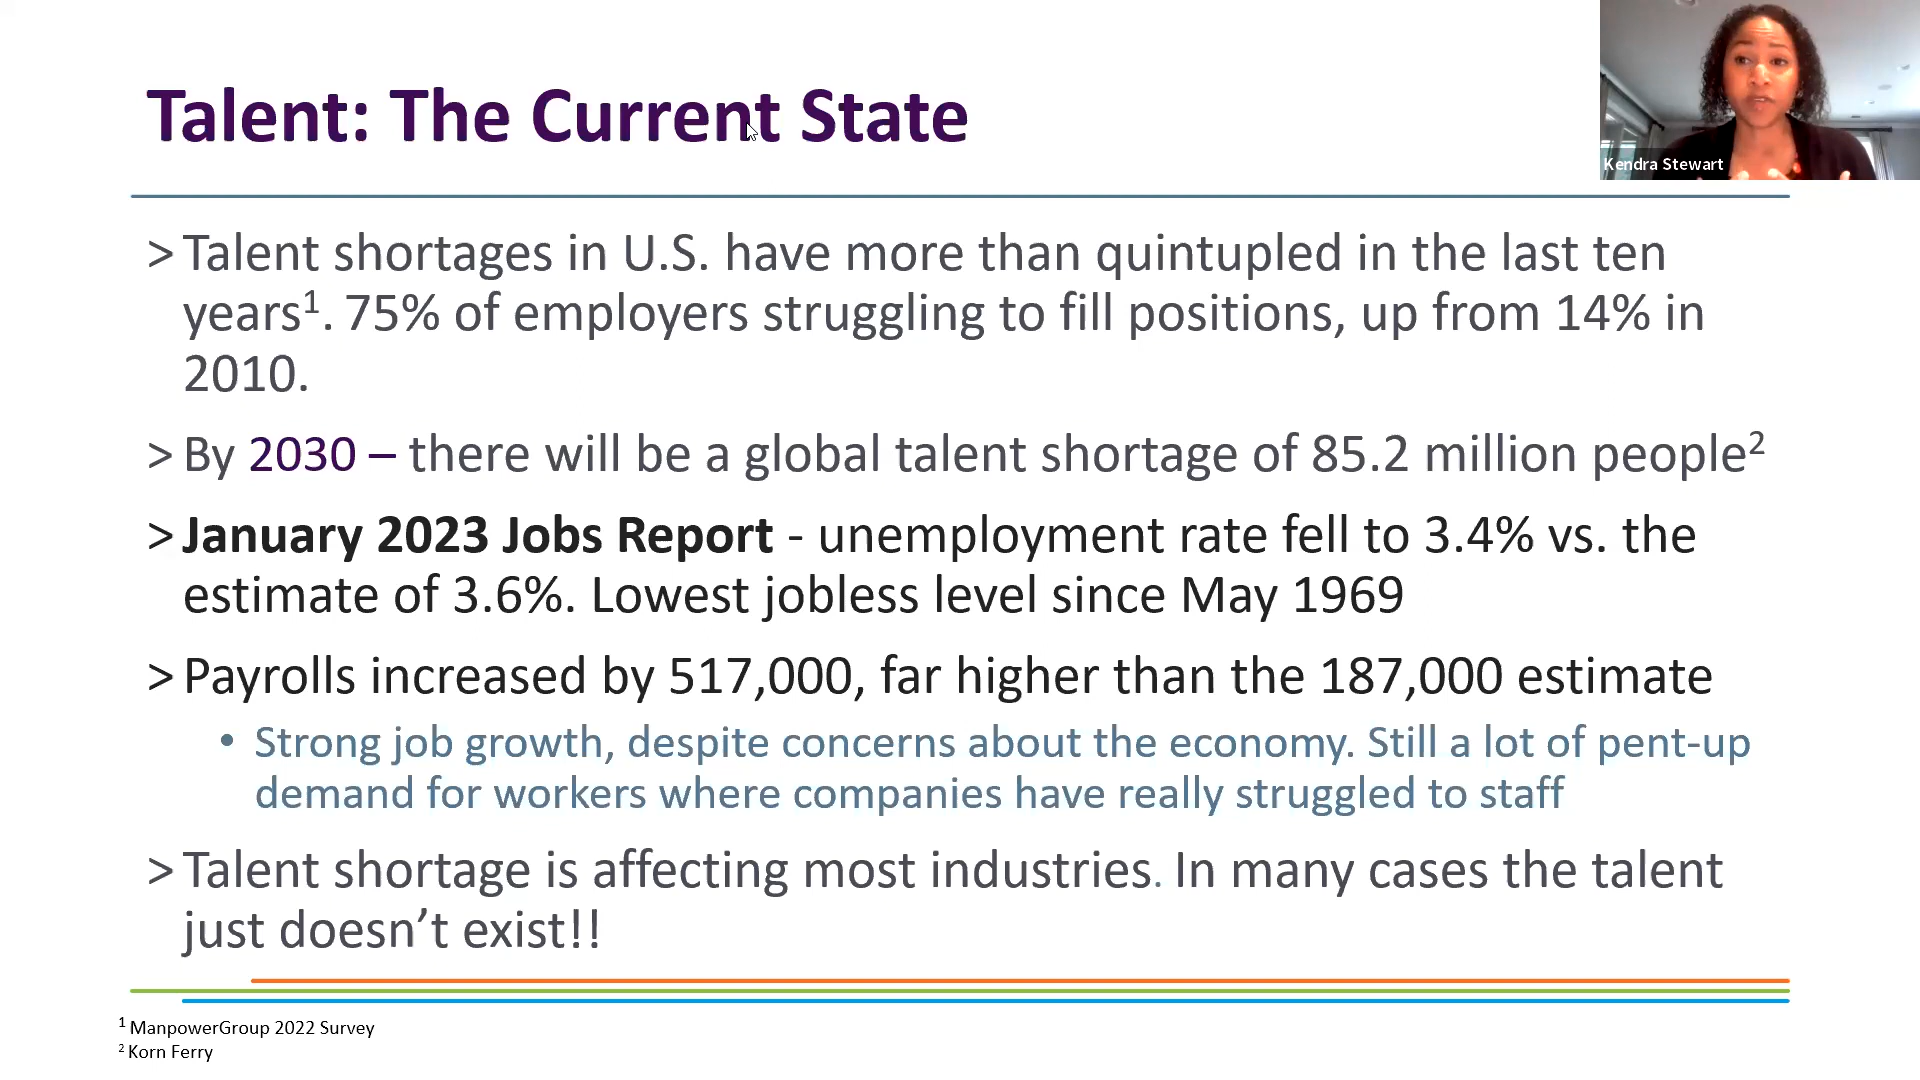 Talent: The Current State
Kendra Stewart
> Talent shortages in U.S. have more than quintupled in the last ten
years¹. 75% of employers struggling to fill positions, up from 14% in
2010.
> By 2030 – there will be a global talent shortage of 85.2 million people²
> January 2023 Jobs Report - unemployment rate fell to 3.4% vs. the
estimate of 3.6%. Lowest jobless level since May 1969
> Payrolls increased by 517,000, far higher than the 187,000 estimate
• Strong job growth, despite concerns about the economy. Still a lot of pent-up
demand for workers where companies have really struggled to staff
> Talent shortage is affecting most industries. In many cases the talent
just doesn’t exist!!
¹ ManpowerGroup 2022 Survey
² Korn Ferry